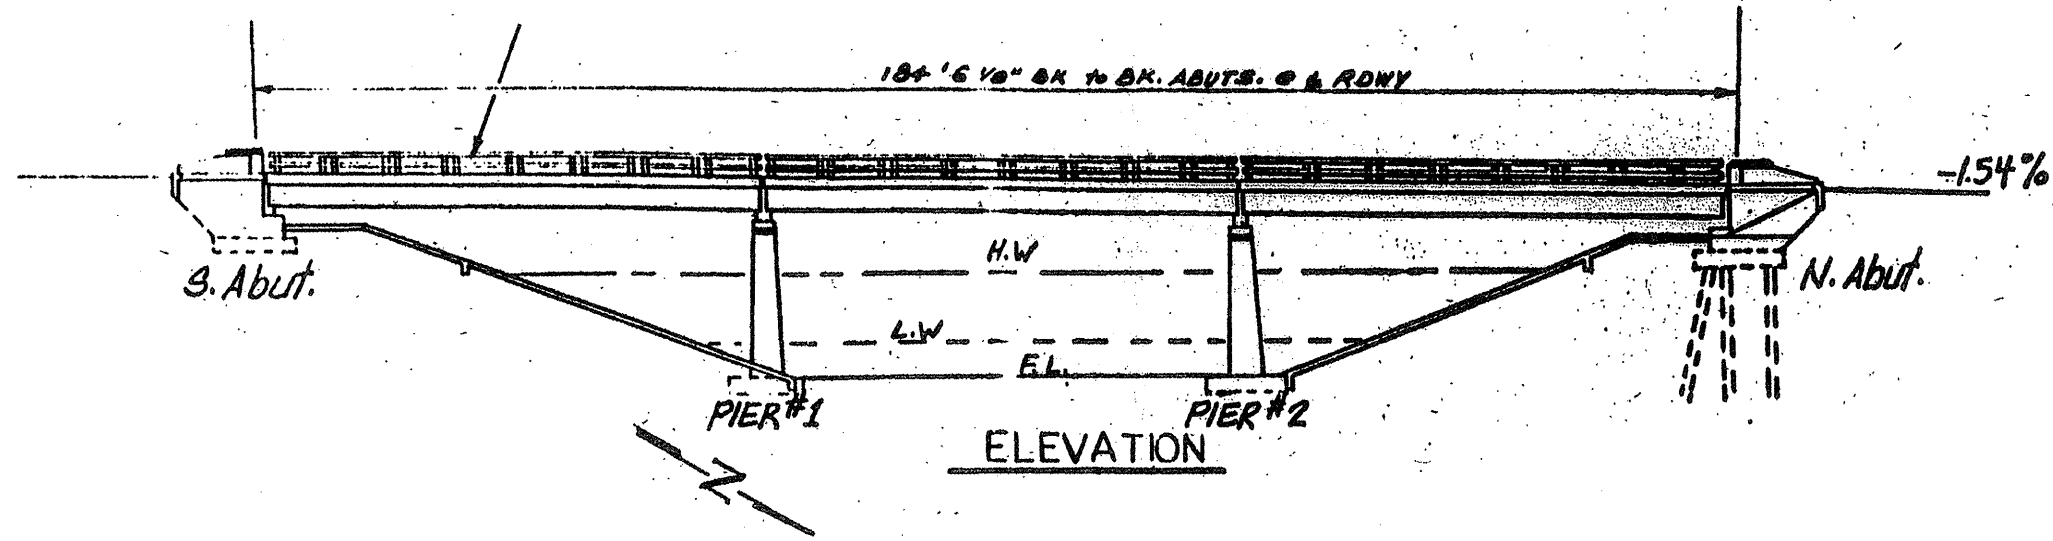 184'6 1/8" BK to BK. ABUTS. @ ℄ RDWY
-1.54%
H.W
S. Abut.
N. Abut.
L.W
F.L.
PIER #1
PIER #2
ELEVATION
N